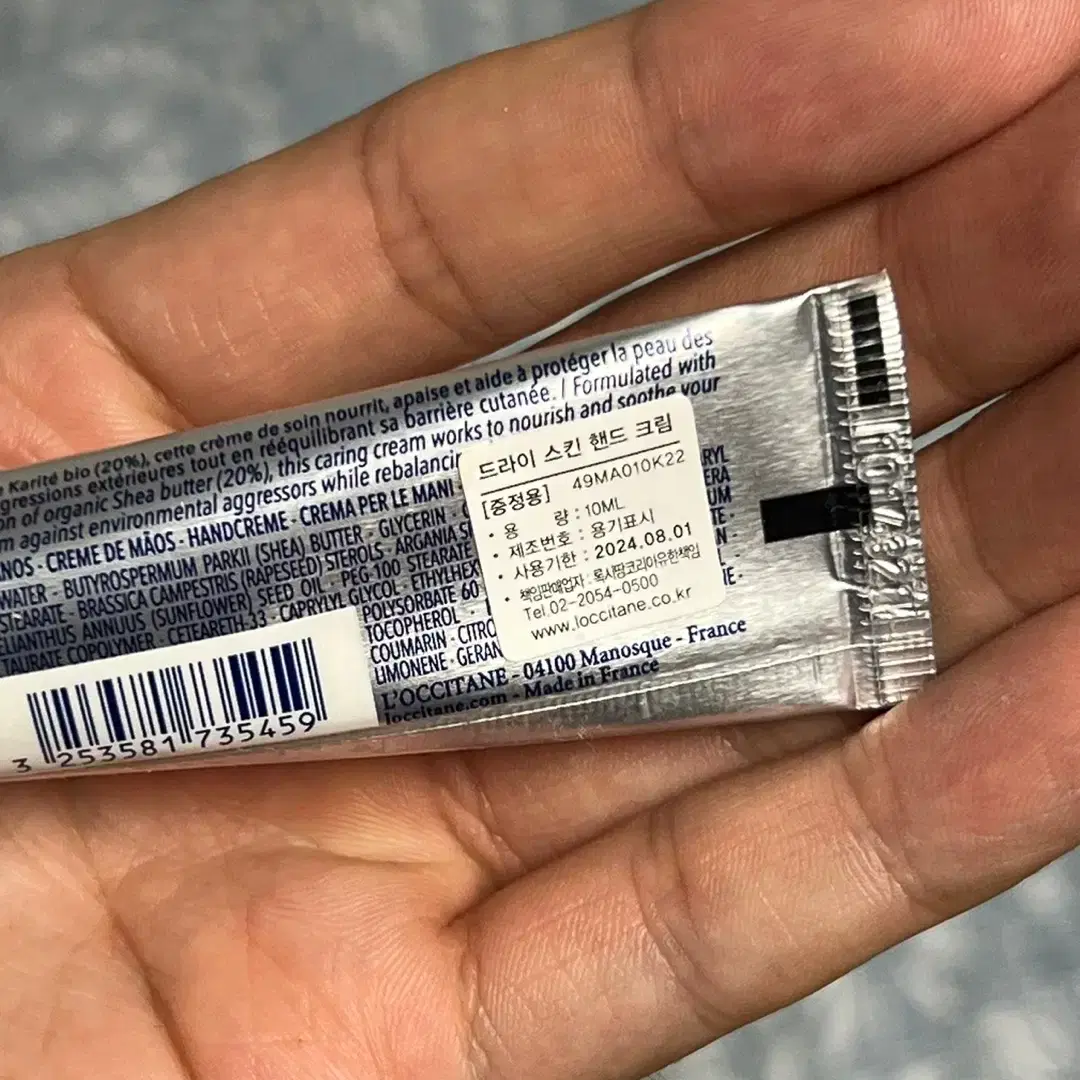 Karité bio (20%), cette crème de soin nourrit, apaise et aide à protéger la peau des
gressions extérieures tout en rééquilibrant sa barrière cutanée. / Formulated with
on of organic Shea butter (20%), this caring cream works to nourish and soothe your
m against environmental aggressors while rebalancin
NOS - CREME DE MÃOS - HANDCREME - CREMA PER LE MANI
WATER - BUTYROSPERMUM PARKII (SHEA) BUTTER - GLYCERIN
STEARATE - BRASSICA CAMPESTRIS (RAPESEED) STEROLS - ARGANIA
ELIANTHUS ANNUUS (SUNFLOWER) SEED OIL - PEG-100 STEARATE
TAURATE COPOLYMER - CETEARETH-33 - CAPRYLYL GLYCOL - ETHYLHEX
POLYSORBATE 60
TOCOPHEROL
COUMARIN - CITRO
LIMONENE - GERAN
L'OCCITANE - 04100 Manosque - France
loccitane.com - Made in France
드라이 스킨 핸드 크림
49MA010K22
[증정용]
· 용 량 : 10ML
· 제조번호 : 용기표시
· 사용기한 : 2024.08.01
· 책임판매업자 : 록시땅코리아유한책임
Tel.02-2054-0500
www.loccitane.co.kr
3 253581 735459